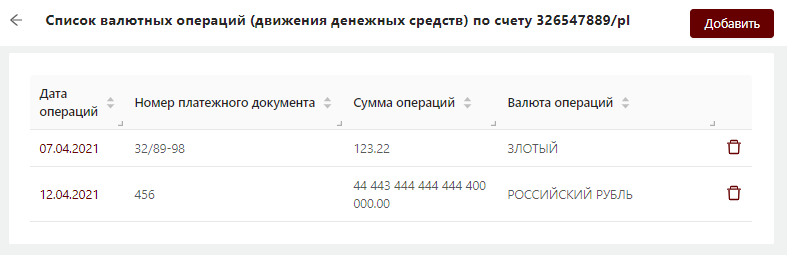 Список валютных операций (движения денежных средств) по счету 326547889/pl
Добавить
Дата операций
Номер платежного документа
Сумма операций
Валюта операций
07.04.2021 32/89-98 123.22 ЗЛОТЫЙ
12.04.2021 456 44 443 444 444 444 400 000.00 РОССИЙСКИЙ РУБЛЬ